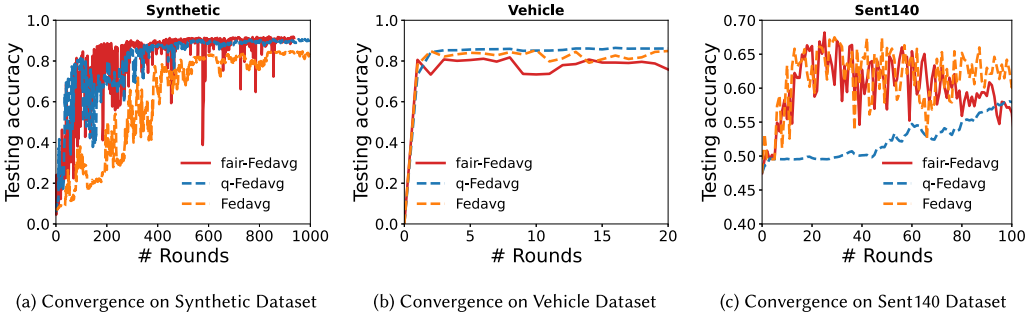 Synthetic
Testing accuracy
1.0
0.8
0.6
0.4
0.2
0.0
fair-Fedavg
q-Fedavg
Fedavg
0 200 400 600 800 1000
# Rounds
(a) Convergence on Synthetic Dataset
Vehicle
Testing accuracy
1.0
0.8
0.6
0.4
0.2
0.0
fair-Fedavg
q-Fedavg
Fedavg
0 5 10 15 20
# Rounds
(b) Convergence on Vehicle Dataset
Sent140
Testing accuracy
0.70
0.65
0.60
0.55
0.50
0.45
0.40
fair-Fedavg
q-Fedavg
Fedavg
0 20 40 60 80 100
# Rounds
(c) Convergence on Sent140 Dataset